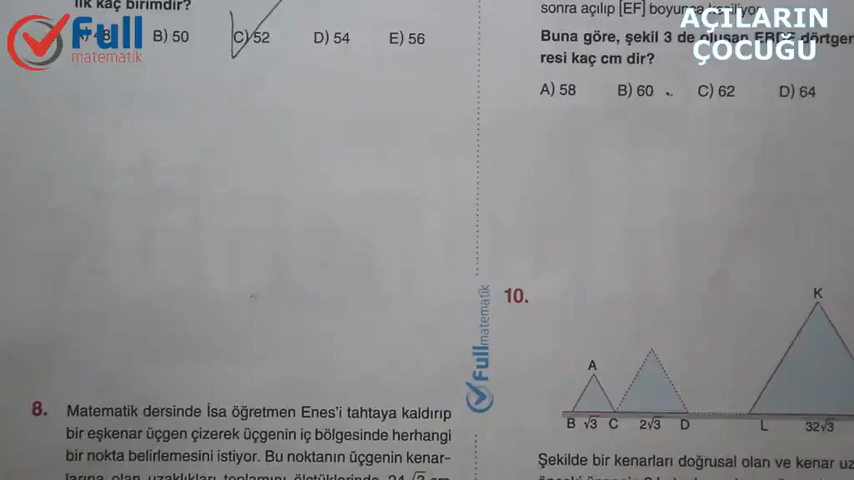 lik kaç birimdir?
A) 48 B) 50 C) 52 D) 54 E) 56
Full
matematik
AÇILARIN
ÇOCUĞU
sonra açılıp [EF] boyunca
Buna göre, şekil 3 de oluşan
resi kaç cm dir?
A) 58 B) 60 C) 62 D) 64
Fullmatematik
8. Matematik dersinde İsa öğretmen Enes'i tahtaya kaldırıp
bir eşkenar üçgen çizerek üçgenin iç bölgesinde herhangi
bir nokta belirlemesini istiyor. Bu noktanın üçgenin kenar-
10.
K
A
B √3 C 2√3 D L 32√3
Şekilde bir kenarları doğrusal olan ve kenar uz